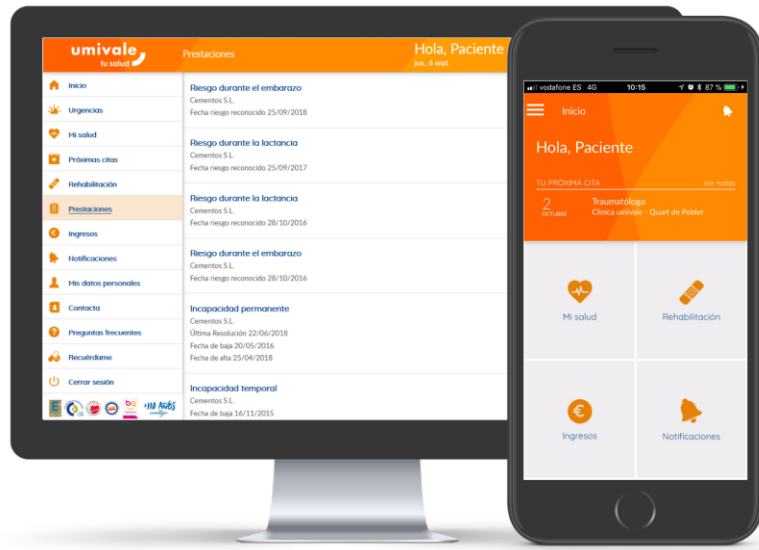 umivale
tu salud
Prestaciones
Hola, Paciente
jue., 6 sept.
Inicio
Urgencias
Mi salud
Próximas citas
Rehabilitación
Prestaciones
Ingresos
Notificaciones
Mis datos personales
Contacta
Preguntas frecuentes
Recuérdame
Cerrar sesión
+110 AÑOS
contigo
Riesgo durante el embarazo
Cementos S.L.
Fecha riesgo reconocido 25/09/2018
Riesgo durante la lactancia
Cementos S.L.
Fecha riesgo reconocido 25/09/2017
Riesgo durante la lactancia
Cementos S.L.
Fecha riesgo reconocido 28/10/2016
Riesgo durante el embarazo
Cementos S.L.
Fecha riesgo reconocido 28/10/2016
Incapacidad permanente
Cementos S.L.
Última Resolución 22/06/2018
Fecha de baja 20/05/2016
Fecha de alta 25/04/2018
Incapacidad temporal
Cementos S.L.
Fecha de baja 16/11/2015
vodafone ES 4G 10:15 87 %
Inicio
Hola, Paciente
TU PROXIMA CITA Ver todas
2 Traumatólogo
OCTUBRE Clínica umivale - Quart de Poblet
Mi salud
Rehabilitación
Ingresos
Notificaciones